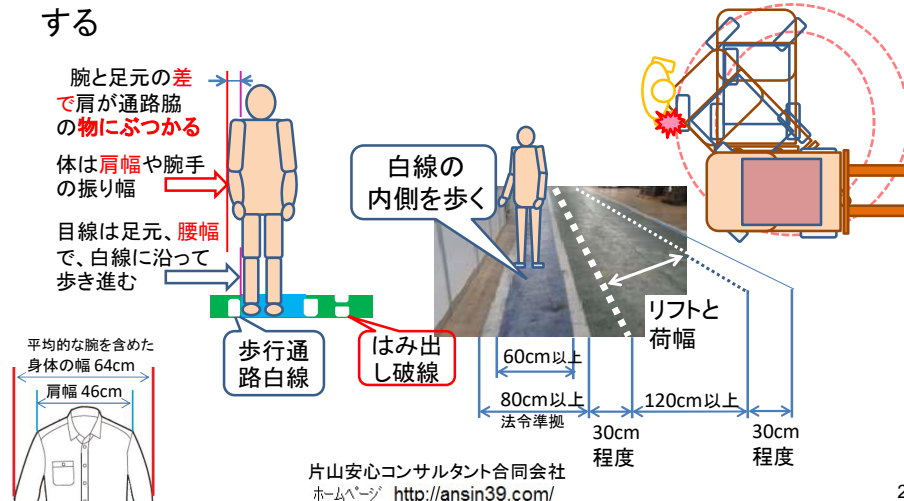 する
腕と足元の差
で肩が通路脇
の物にぶつかる
体は肩幅や腕手
の振り幅
目線は足元、腰幅
で、白線に沿って
歩き進む
白線の
内側を歩く
リフトと
荷幅
歩行通
路白線
はみ出
し破線
60cm以上
80cm以上
法令準拠
30cm
程度
120cm以上
30cm
程度
平均的な腕を含めた
身体の幅 64cm
肩幅 46cm
片山安心コンサルタント合同会社
ホームページ http://ansin39.com/
2